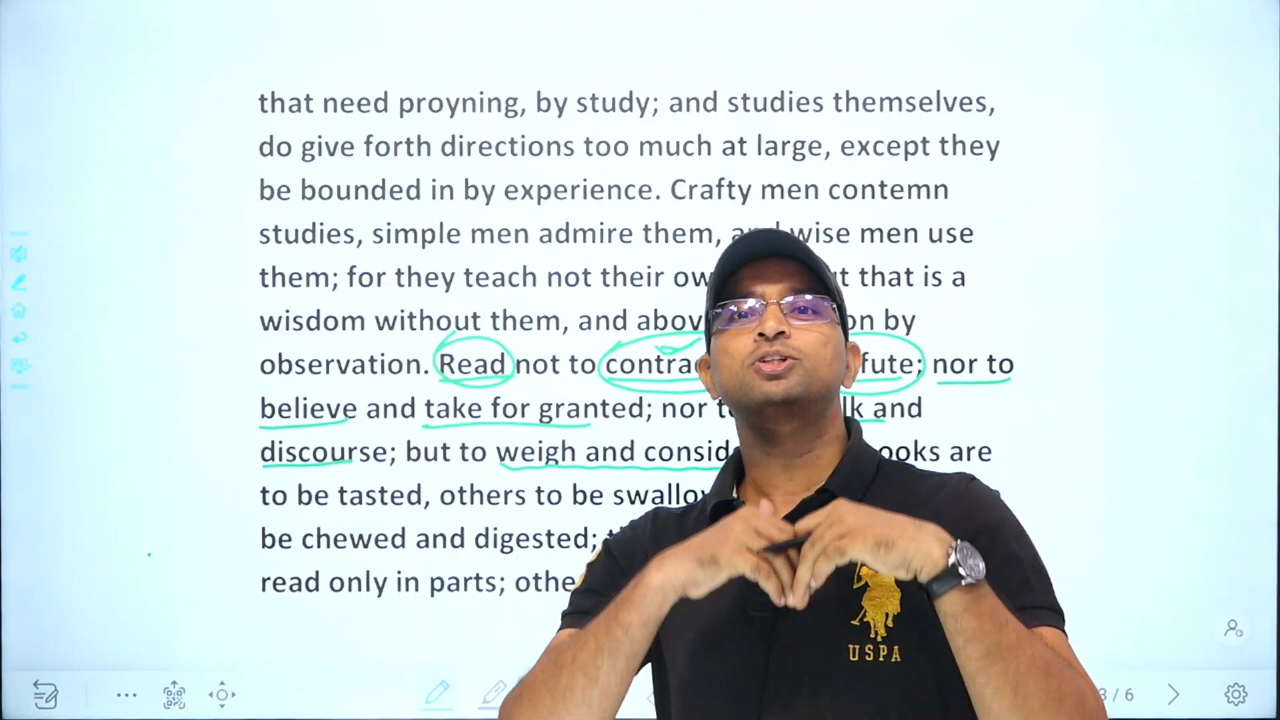 that need proyning, by study; and studies themselves,
do give forth directions too much at large, except they
be bounded in by experience. Crafty men contemn
studies, simple men admire them, and wise men use
them; for they teach not their ow t that is a
wisdom without them, and abov on by
observation. Read not to contra fute; nor to
believe and take for granted; nor t lk and
discourse; but to weigh and consid ooks are
to be tasted, others to be swallow
be chewed and digested;
read only in parts; othe
USPA
3 / 6